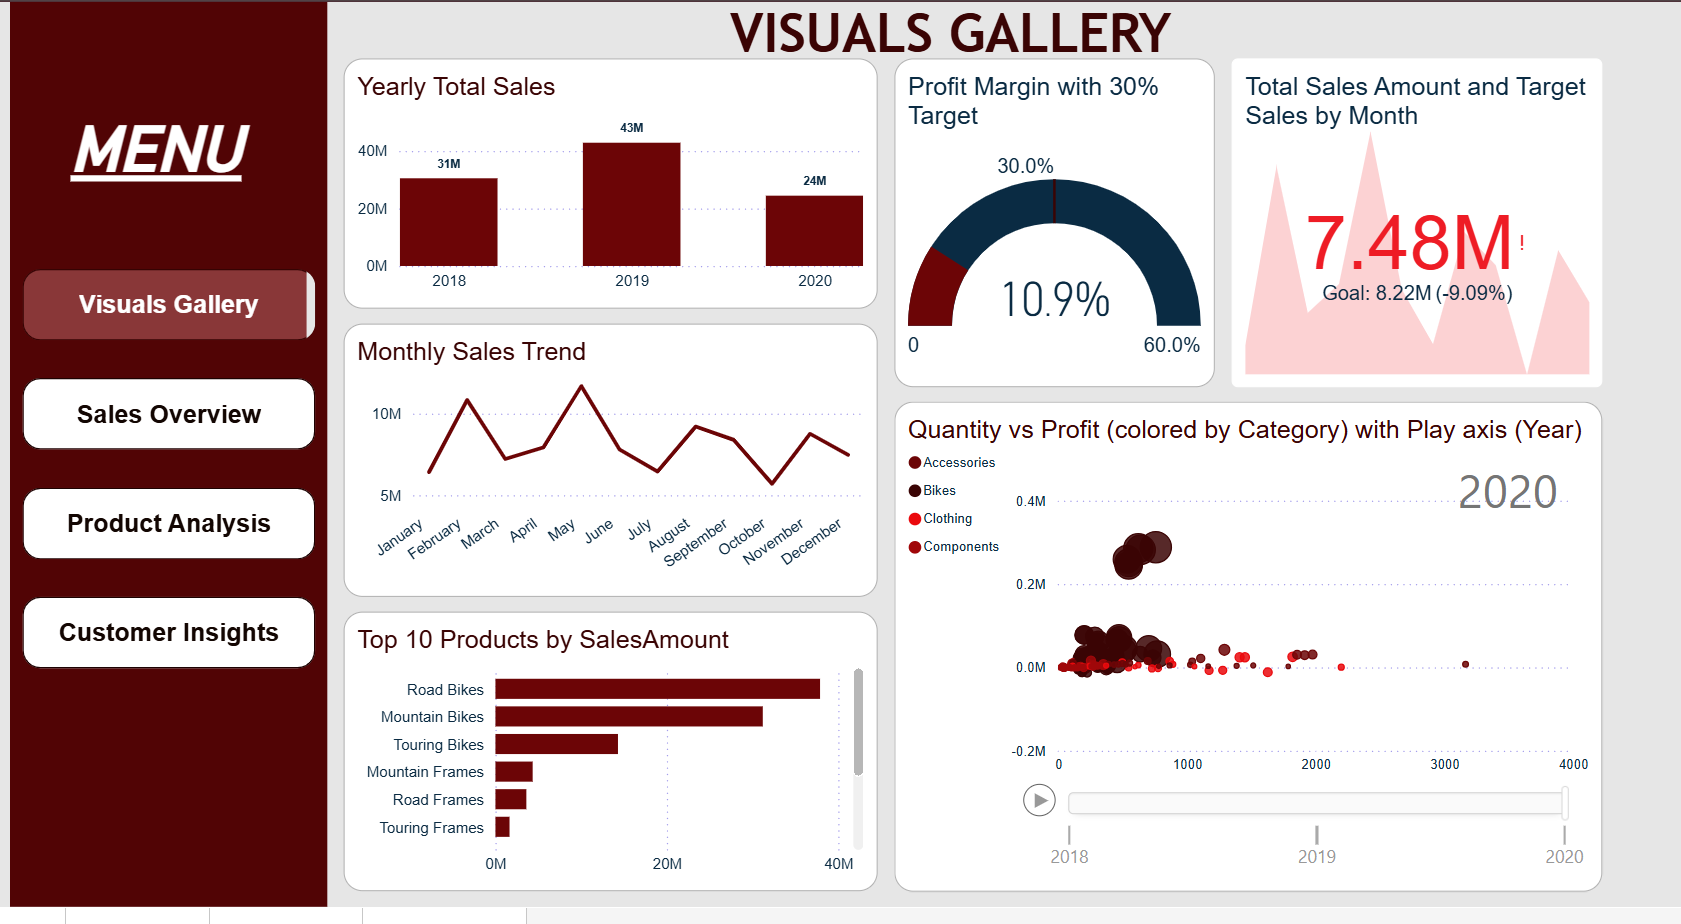 VISUALS GALLERY
MENU
Visuals Gallery
Sales Overview
Product Analysis
Customer Insights
Yearly Total Sales
40M
20M
0M
31M
43M
24M
2018
2019
2020
Monthly Sales Trend
10M
5M
January
February
March
April
May
June
July
August
September
October
November
December
Top 10 Products by SalesAmount
Road Bikes
Mountain Bikes
Touring Bikes
Mountain Frames
Road Frames
Touring Frames
0M
20M
40M
Profit Margin with 30%
Target
30.0%
10.9%
0
60.0%
Total Sales Amount and Target
Sales by Month
7.48M!
Goal: 8.22M (-9.09%)
Quantity vs Profit (colored by Category) with Play axis (Year)
Accessories
Bikes
Clothing
Components
2020
0.4M
0.2M
0.0M
-0.2M
0
1000
2000
3000
4000
2018
2019
2020